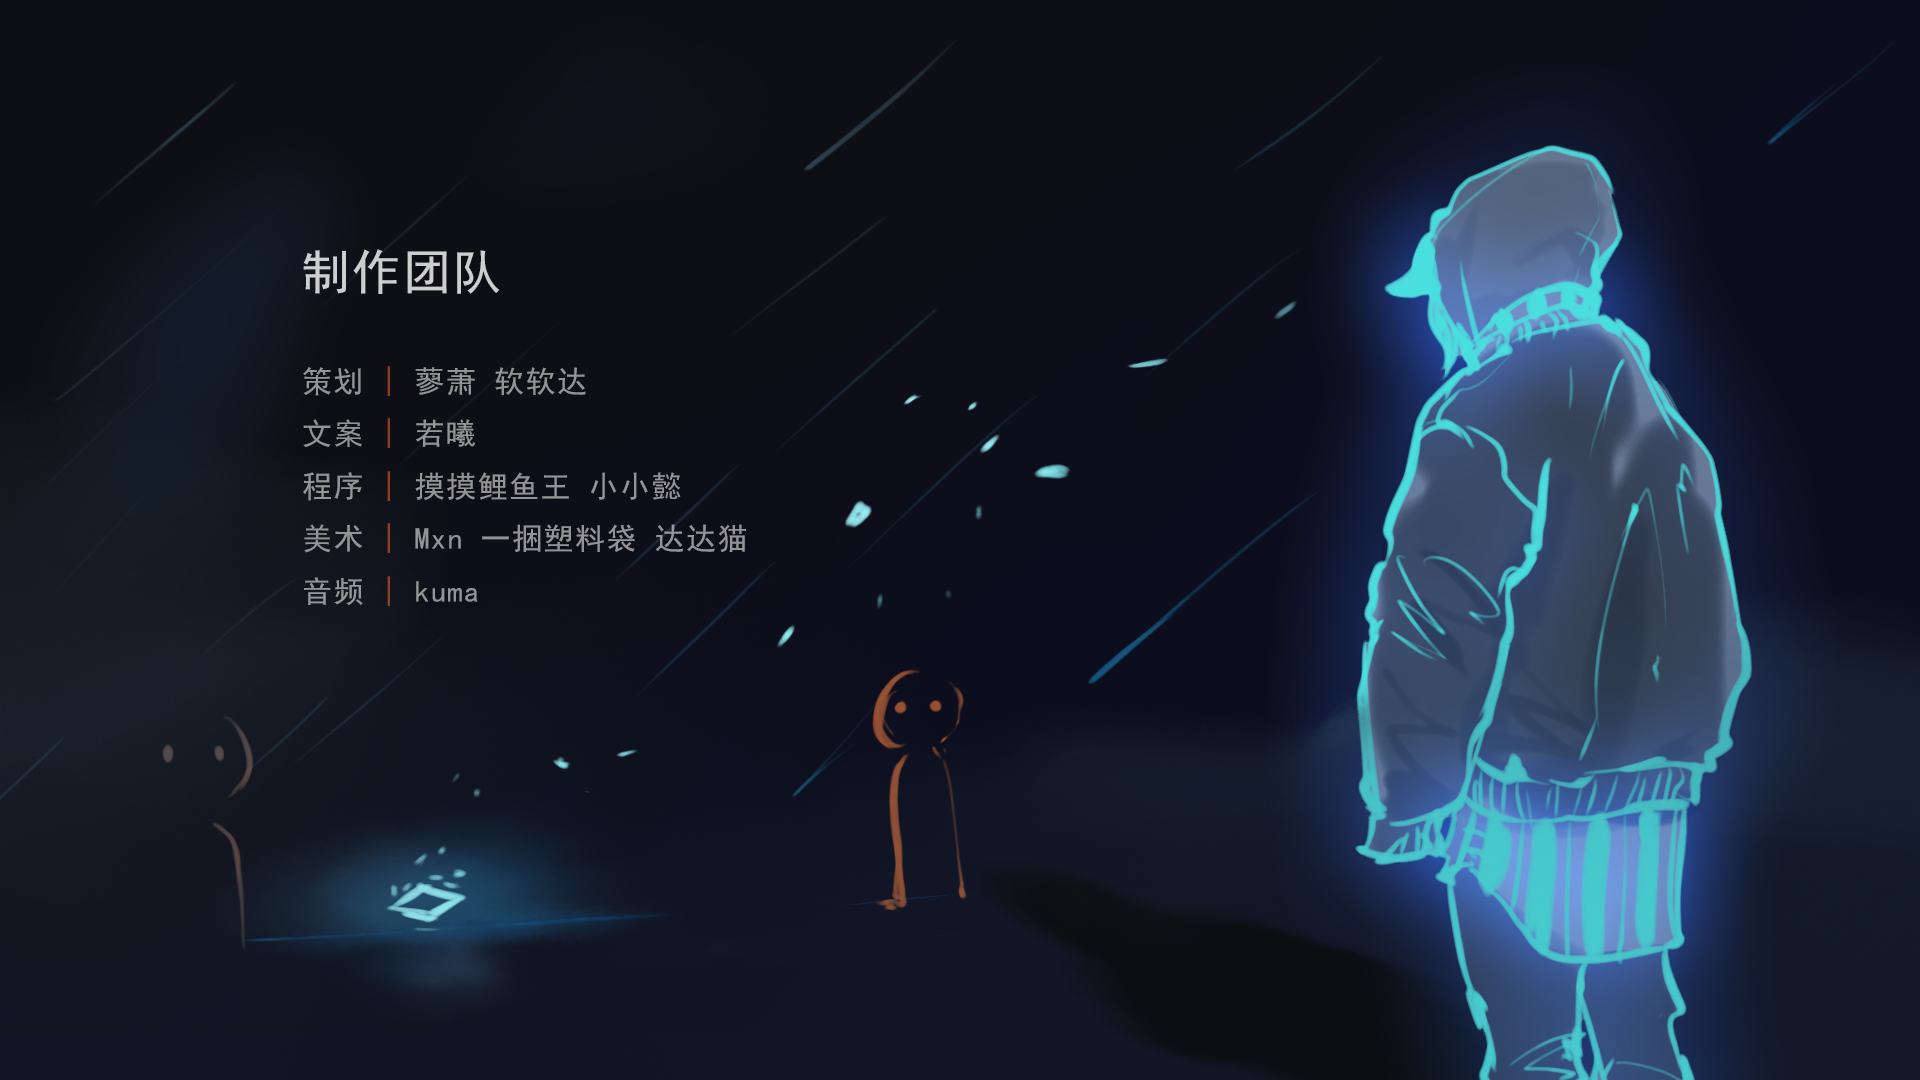 制作团队
策划 | 蓼萧 软软达
文案 | 若曦
程序 | 摸摸鲤鱼王 小小懿
美术 | Mxn 一捆塑料袋 达达猫
音频 | kuma